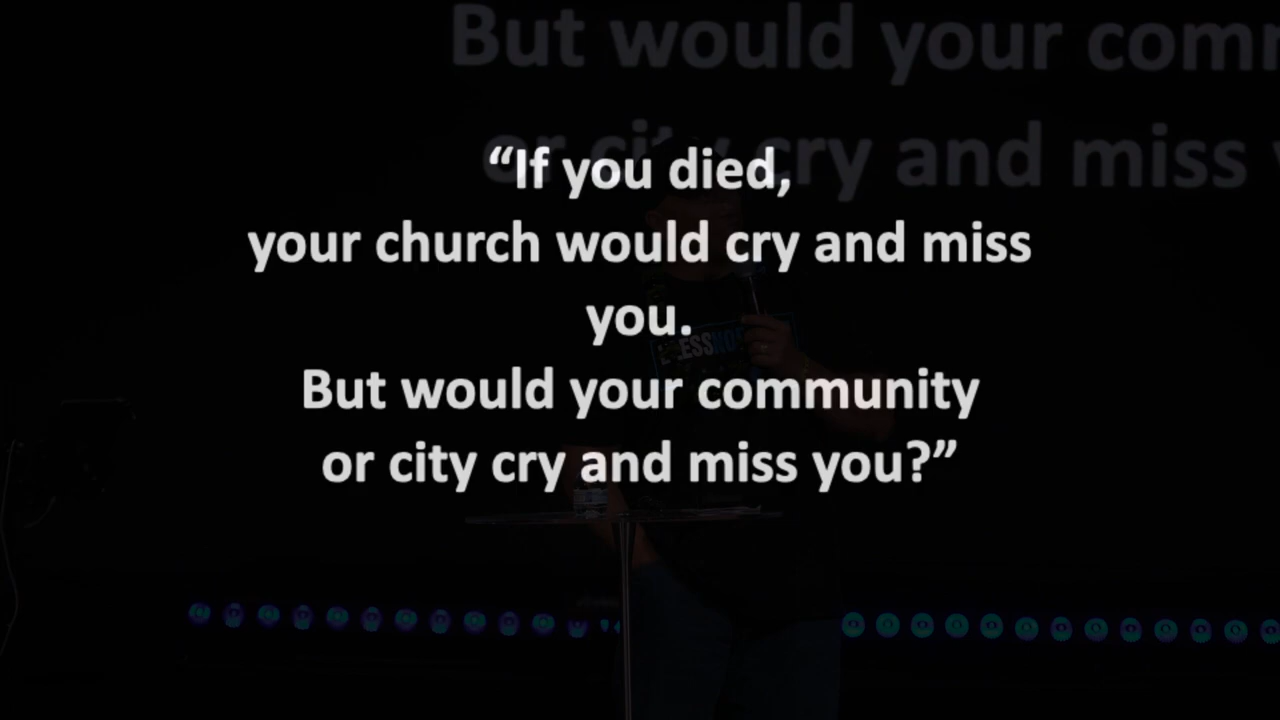 But would your comm
or city cry and miss
“If you died,
your church would cry and miss
you.
But would your community
or city cry and miss you?”